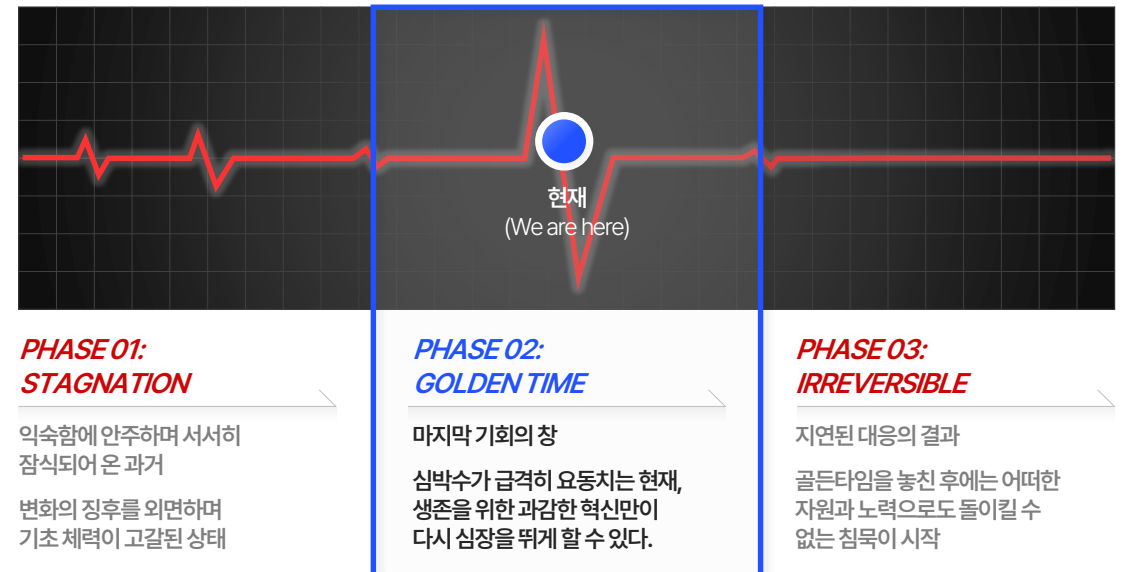 현재
(We are here)
PHASE 01:
STAGNATION
익숙함에 안주하며 서서히
잠식되어 온 과거
변화의 징후를 외면하며
기초 체력이 고갈된 상태
PHASE 02:
GOLDEN TIME
마지막 기회의 창
심박수가 급격히 요동치는 현재,
생존을 위한 과감한 혁신만이
다시 심장을 뛰게 할 수 있다.
PHASE 03:
IRREVERSIBLE
지연된 대응의 결과
골든타임을 놓친 후에는 어떠한
자원과 노력으로도 돌이킬 수
없는 침묵이 시작